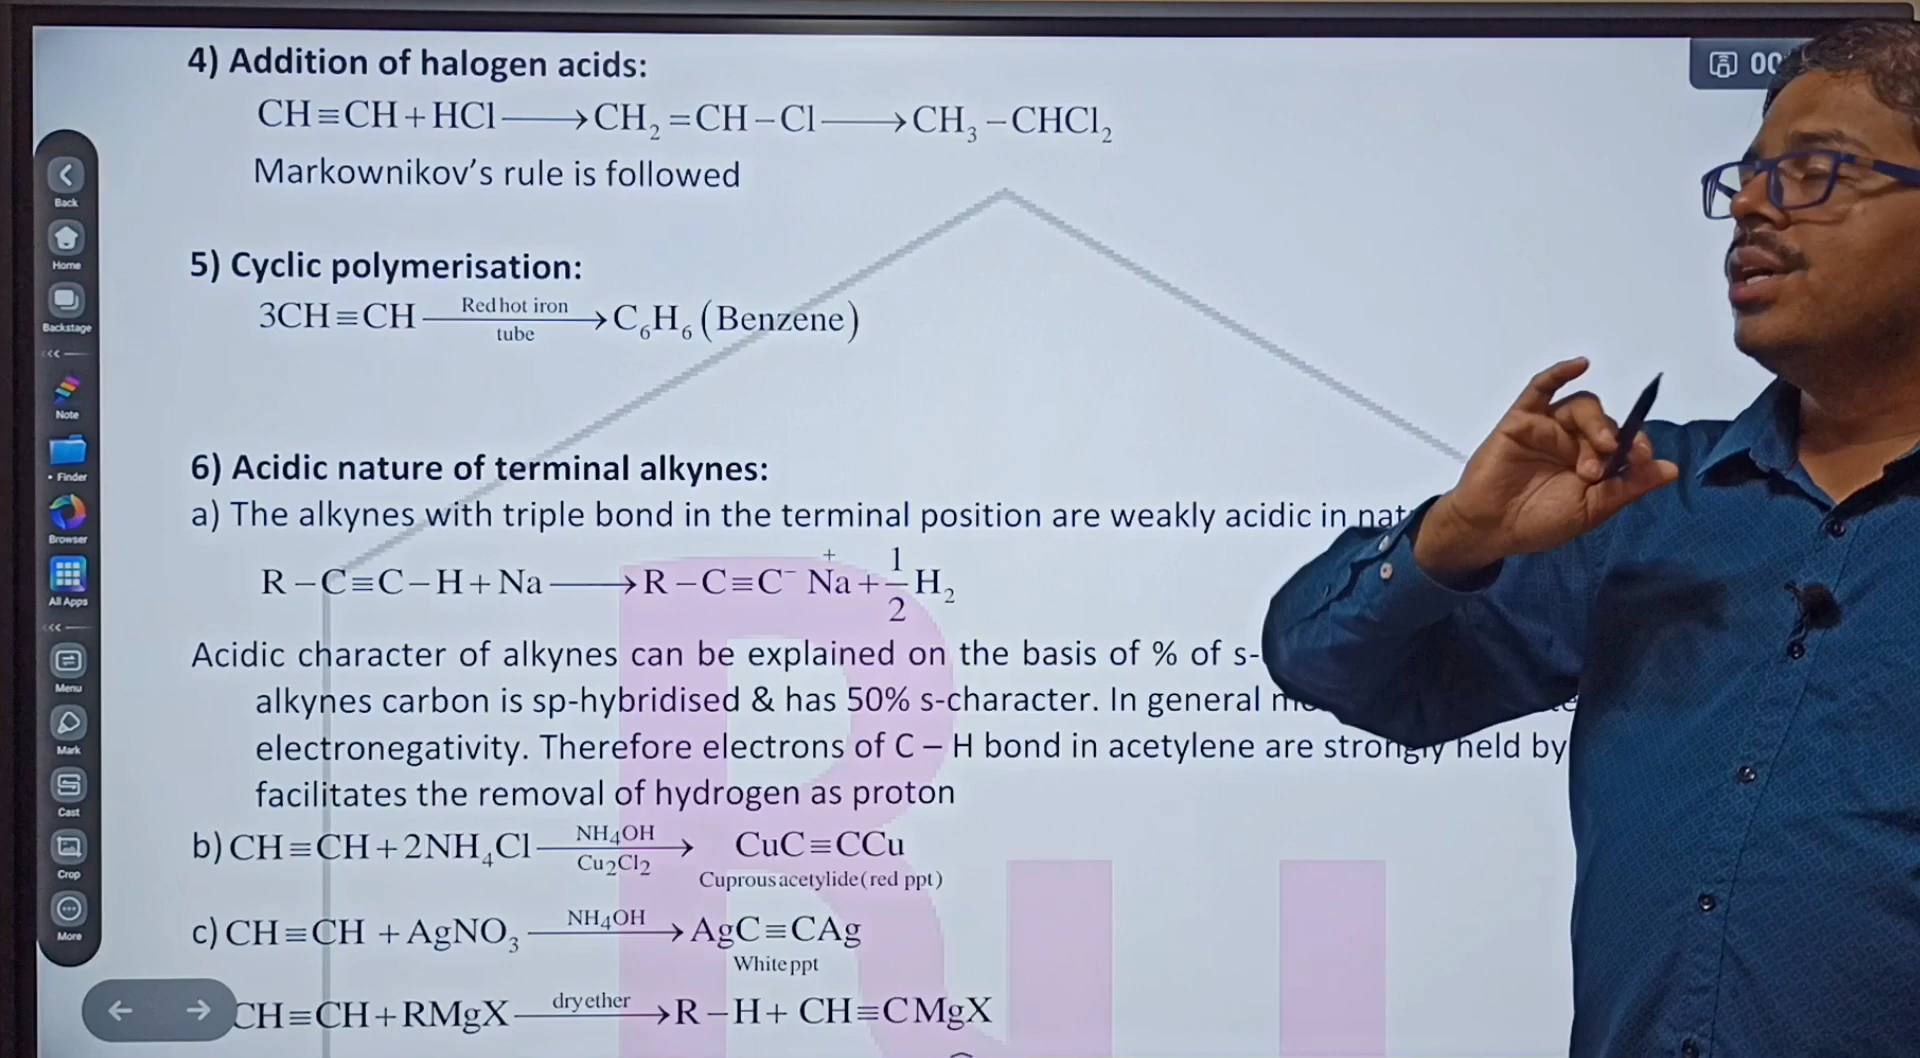 4) Addition of halogen acids:
00
CH≡CH+HCl⟶CH₂=CH−Cl⟶CH₃−CHCl₂
Markownikov's rule is followed
Back
Home
5) Cyclic polymerisation:
3CH≡CH Red hot iron tube ⟶C₆H₆(Benzene)
Backstage
Note
Finder
6) Acidic nature of terminal alkynes:
a) The alkynes with triple bond in the terminal position are weakly acidic in
Browser
R−C≡C−H+Na⟶R−C≡C⁻ Na⁺+1/2H₂
All Apps
Acidic character of alkynes can be explained on the basis of % of s-
Menu
alkynes carbon is sp-hybridised & has 50% s-character. In general
electronegativity. Therefore electrons of C – H bond in acetylene are strongly held by
Mark
facilitates the removal of hydrogen as proton
Cast
b) CH≡CH+2NH₄Cl NH₄OH Cu₂Cl₂ ⟶ CuC≡CCu
Cuprous acetylide(red ppt)
Crop
c) CH≡CH +AgNO₃ NH₄OH ⟶AgC≡CAg
White ppt
More
CH≡CH+RMgX dry ether ⟶R−H+ CH≡CMgX